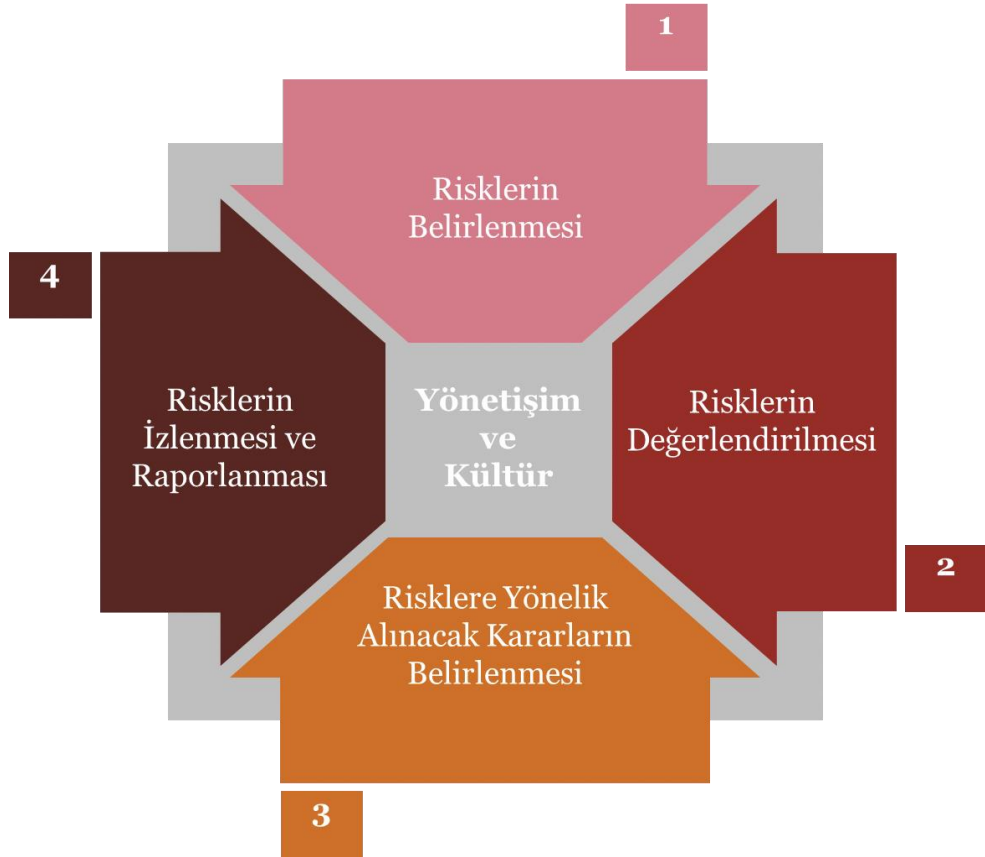 1
Risklerin
Belirlenmesi
2
Risklerin
Değerlendirilmesi
3
Risklere Yönelik
Alınacak Kararların
Belirlenmesi
4
Risklerin
İzlenmesi ve
Raporlanması
Yönetişim
ve
Kültür